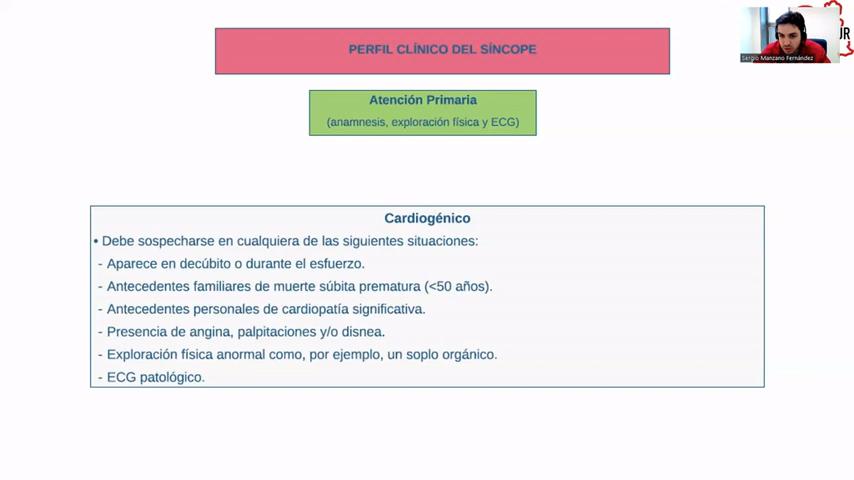 PERFIL CLÍNICO DEL SÍNCOPE
Atención Primaria
(anamnesis, exploración física y ECG)
Cardiogénico
• Debe sospecharse en cualquiera de las siguientes situaciones:
- Aparece en decúbito o durante el esfuerzo.
- Antecedentes familiares de muerte súbita prematura (<50 años).
- Antecedentes personales de cardiopatía significativa.
- Presencia de angina, palpitaciones y/o disnea.
- Exploración física anormal como, por ejemplo, un soplo orgánico.
- ECG patológico.
Sergio Manzano Fernández